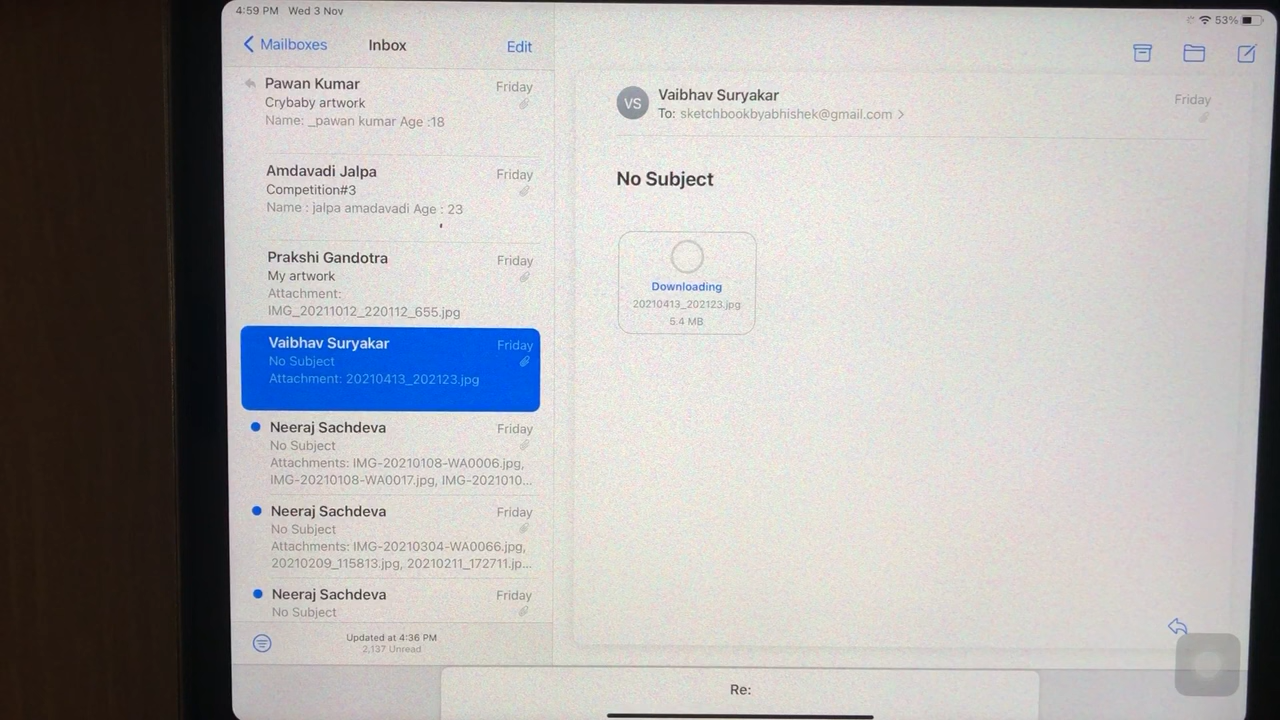 4:59 PM Wed 3 Nov
53%
Mailboxes
Inbox
Edit
Pawan Kumar
Friday
Crybaby artwork
Name: _pawan kumar Age :18
Amdavadi Jalpa
Friday
Competition#3
Name : jalpa amadavadi Age : 23
Prakshi Gandotra
Friday
My artwork
Attachment:
IMG_20211012_220112_655.jpg
Vaibhav Suryakar
Friday
No Subject
Attachment: 20210413_202123.jpg
Neeraj Sachdeva
Friday
No Subject
Attachments: IMG-20210108-WA0006.jpg,
IMG-20210108-WA0017.jpg, IMG-2021010...
Neeraj Sachdeva
Friday
No Subject
Attachments: IMG-20210304-WA0066.jpg,
20210209_115813.jpg, 20210211_172711.jp...
Neeraj Sachdeva
Friday
No Subject
Updated at 4:36 PM
2,137 Unread
VS
Vaibhav Suryakar
Friday
To: sketchbookbyabhishek@gmail.com
No Subject
Downloading
20210413_202123.jpg
5.4 MB
Re: